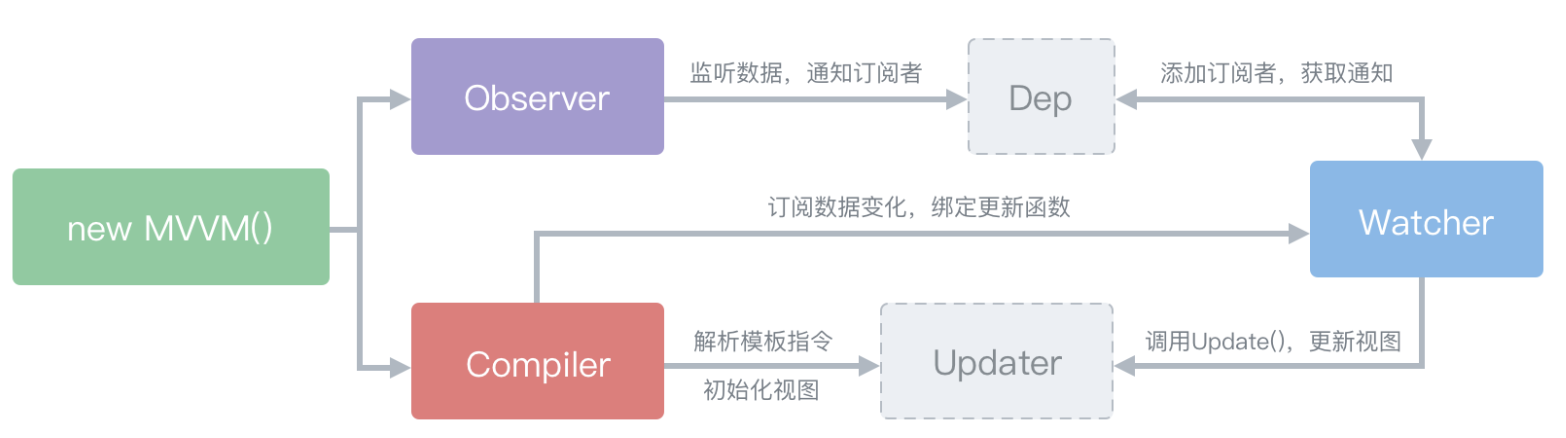 监听数据，通知订阅者
添加订阅者，获取通知
Observer
Dep
new MVVM()
订阅数据变化，绑定更新函数
Watcher
解析模板指令
调用Update()，更新视图
Compiler
Updater
初始化视图